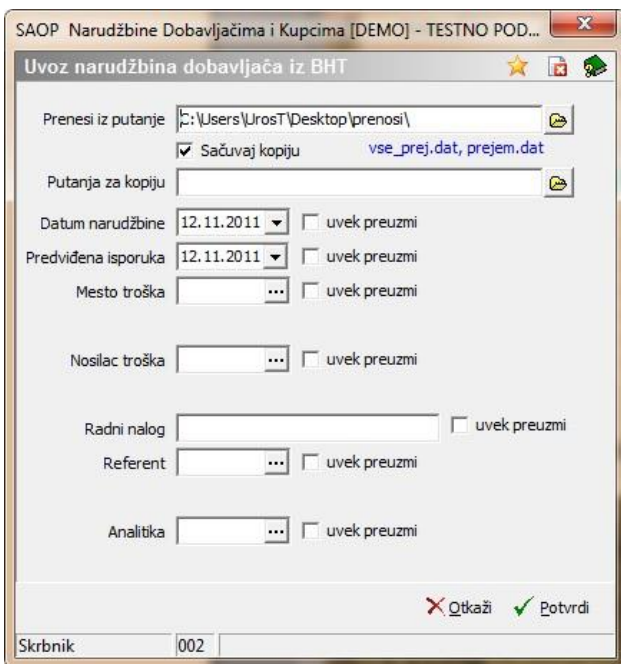 SAOP Narudžbine Dobavljačima i Kupcima [DEMO] - TESTNO POD...
Uvoz narudžbina dobavljača iz BHT
Prenesi iz putanje C:\Users\UrosT\Desktop\prenosi\
Sačuvaj kopiju vse_prej.dat, prejem.dat
Putanja za kopiju
Datum narudžbine 12.11.2011 uvek preuzmi
Predviđena isporuka 12.11.2011 uvek preuzmi
Mesto troška ... uvek preuzmi
Nosilac troška ... uvek preuzmi
Radni nalog uvek preuzmi
Referent ... uvek preuzmi
Analitika ... uvek preuzmi
Otkaži Potvrdi
Skrbnik 002